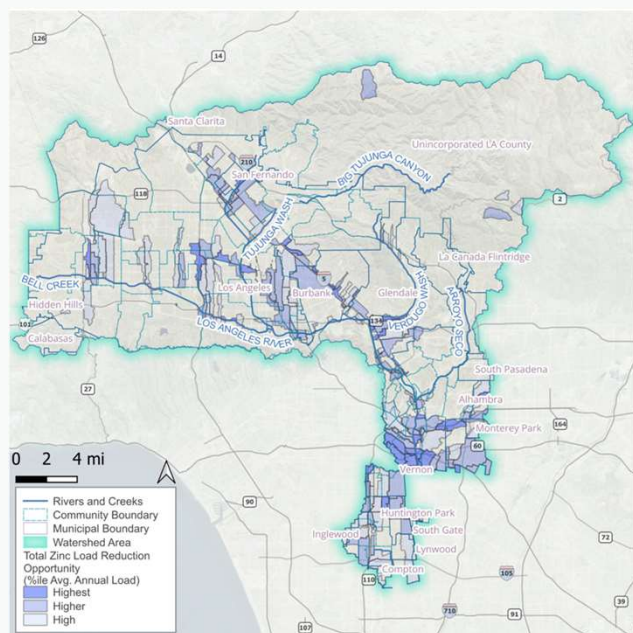 126
14
Santa Clarita
Unincorporated LA County
210
San Fernando
BIG TUJUNGA CANYON
118
2
TUJUNGA WASH
La Canada Flintridge
BELL CREEK
Los Angeles
5
Burbank
Glendale
VERDUGO WASH
ARROYO SECO
Hidden Hills
101
LOS ANGELES RIVER
134
Calabasas
South Pasadena
27
Alhambra
164
Monterey Park
60
0 2 4 mi
Vernon
90
Huntington Park
Inglewood
South Gate
72
Lynwood
Compton
105
110
39
710
91
107
Rivers and Creeks
Community Boundary
Municipal Boundary
Watershed Area
Total Zinc Load Reduction
Opportunity
(%ile Avg. Annual Load)
Highest
Higher
High